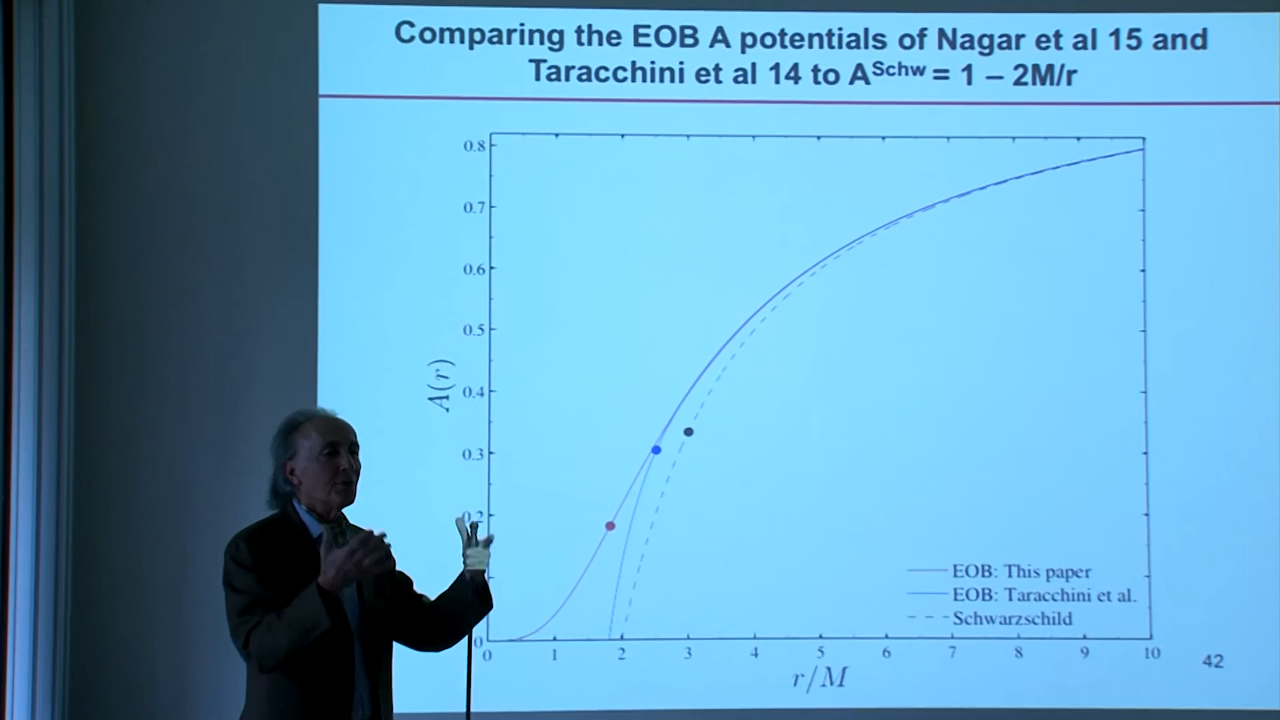 Comparing the EOB A potentials of Nagar et al 15 and
Taracchini et al 14 to A^Schw = 1 – 2M/r
0.8
0.7
0.6
0.5
0.4
0.3
0.2
0
A(r)
EOB: This paper
EOB: Taracchini et al.
Schwarzschild
0 1 2 3 4 5 6 7 8 9 10
r/M
42